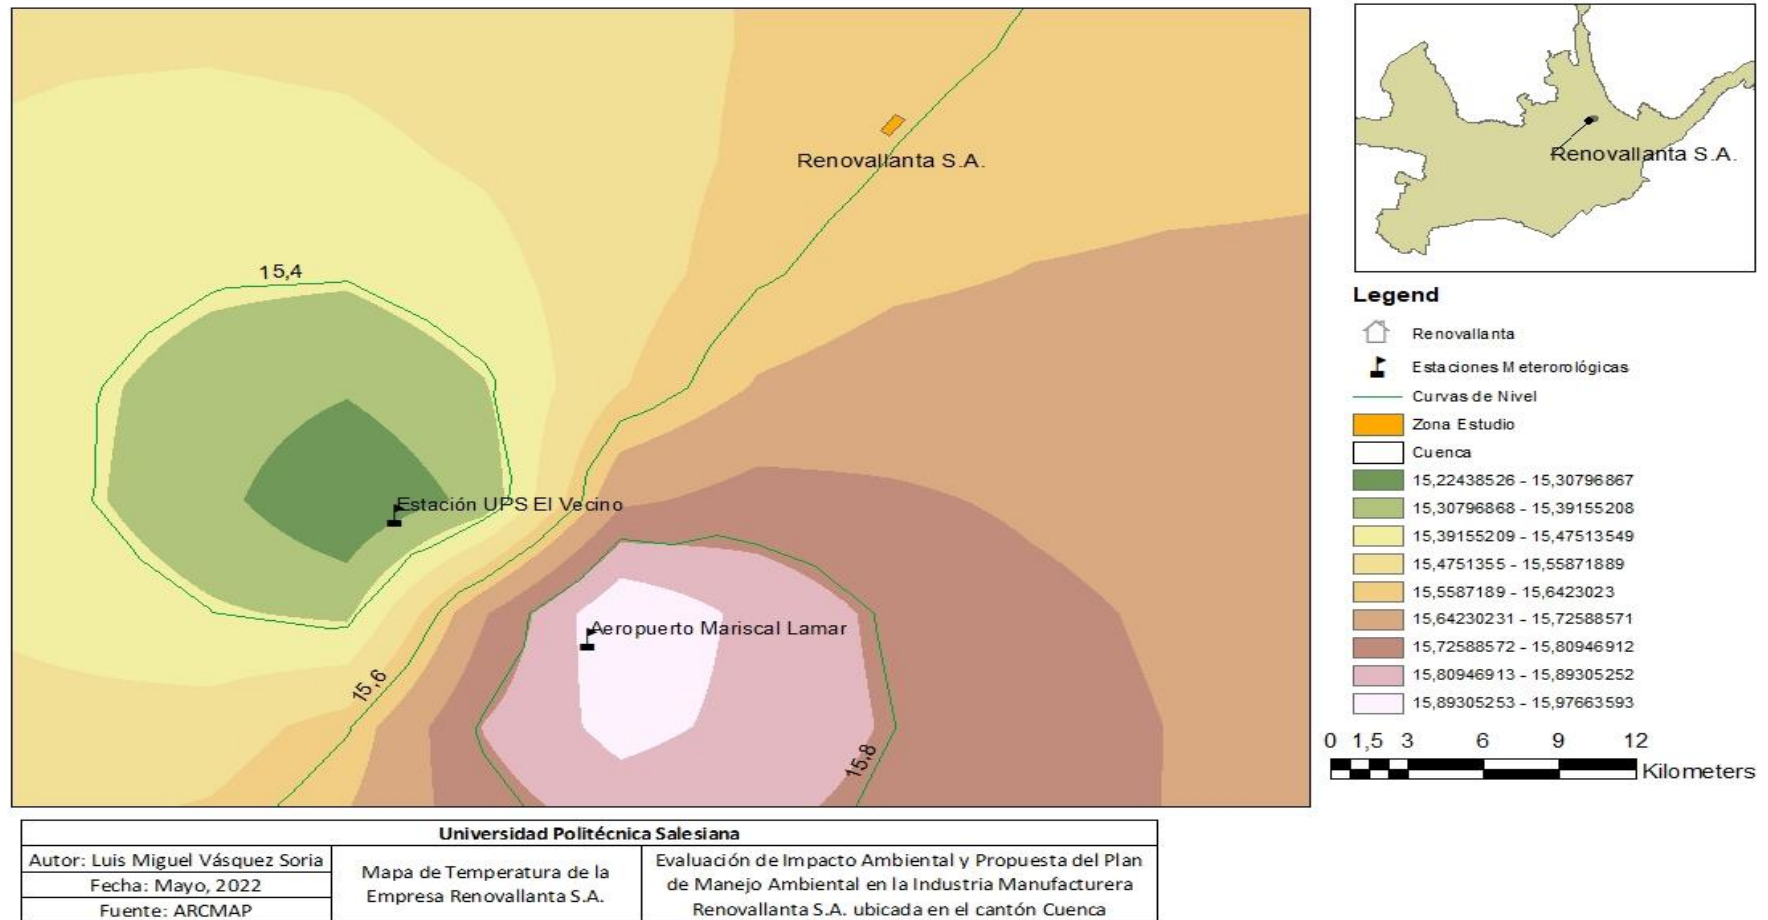 Renovallanta S.A.
15,4
Estación UPS El Vecino
Aeropuerto Mariscal Lamar
15,6
15,8
Renovallanta S.A.
Legend
Renovallanta
Estaciones Meterorológicas
Curvas de Nivel
Zona Estudio
Cuenca
15,22438526 - 15,30796867
15,30796868 - 15,39155208
15,39155209 - 15,47513549
15,4751355 - 15,55871889
15,5587189 - 15,6423023
15,64230231 - 15,72588571
15,72588572 - 15,80946912
15,80946913 - 15,89305252
15,89305253 - 15,97663593
0 1,5 3 6 9 12
Kilometers
Universidad Politécnica Salesiana
Autor: Luis Miguel Vásquez Soria
Fecha: Mayo, 2022
Fuente: ARCMAP
Mapa de Temperatura de la
Empresa Renovallanta S.A.
Evaluación de Impacto Ambiental y Propuesta del Plan
de Manejo Ambiental en la Industria Manufacturera
Renovallanta S.A. ubicada en el cantón Cuenca